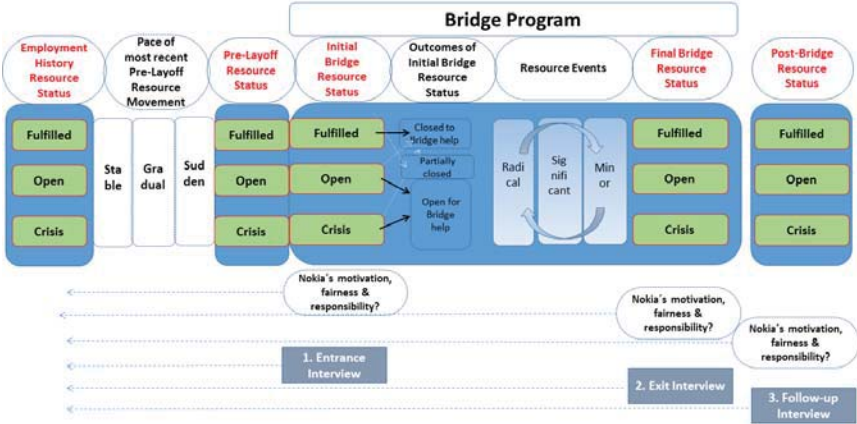 Bridge Program
Employment
History
Resource
Status
Pace of
most recent
Pre-Layoff
Resource
Movement
Pre-Layoff
Resource
Status
Initial
Bridge
Resource
Status
Outcomes of
Initial Bridge
Resource
Status
Resource Events
Final Bridge
Resource
Status
Post-Bridge
Resource
Status
Fulfilled
Open
Crisis
Sta
ble
Gra
dual
Sud
den
Fulfilled
Open
Crisis
Fulfilled
Open
Crisis
Closed to
Bridge help
Partially
closed
Open for
Bridge
help
Radi
cal
Sig
nifi
cant
Min
or
Fulfilled
Open
Crisis
Fulfilled
Open
Crisis
Nokia´s motivation,
fairness &
responsibility?
Nokia´s motivation,
fairness &
responsibility?
Nokia´s motivation,
fairness &
responsibility?
1. Entrance
Interview
2. Exit Interview
3. Follow-up
Interview